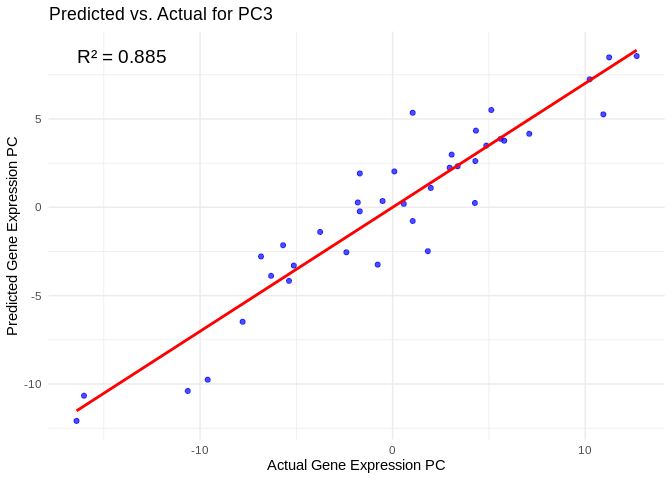 Predicted vs. Actual for PC3
R² = 0.885
Predicted Gene Expression PC
5
0
-5
-10
-10
0
10
Actual Gene Expression PC